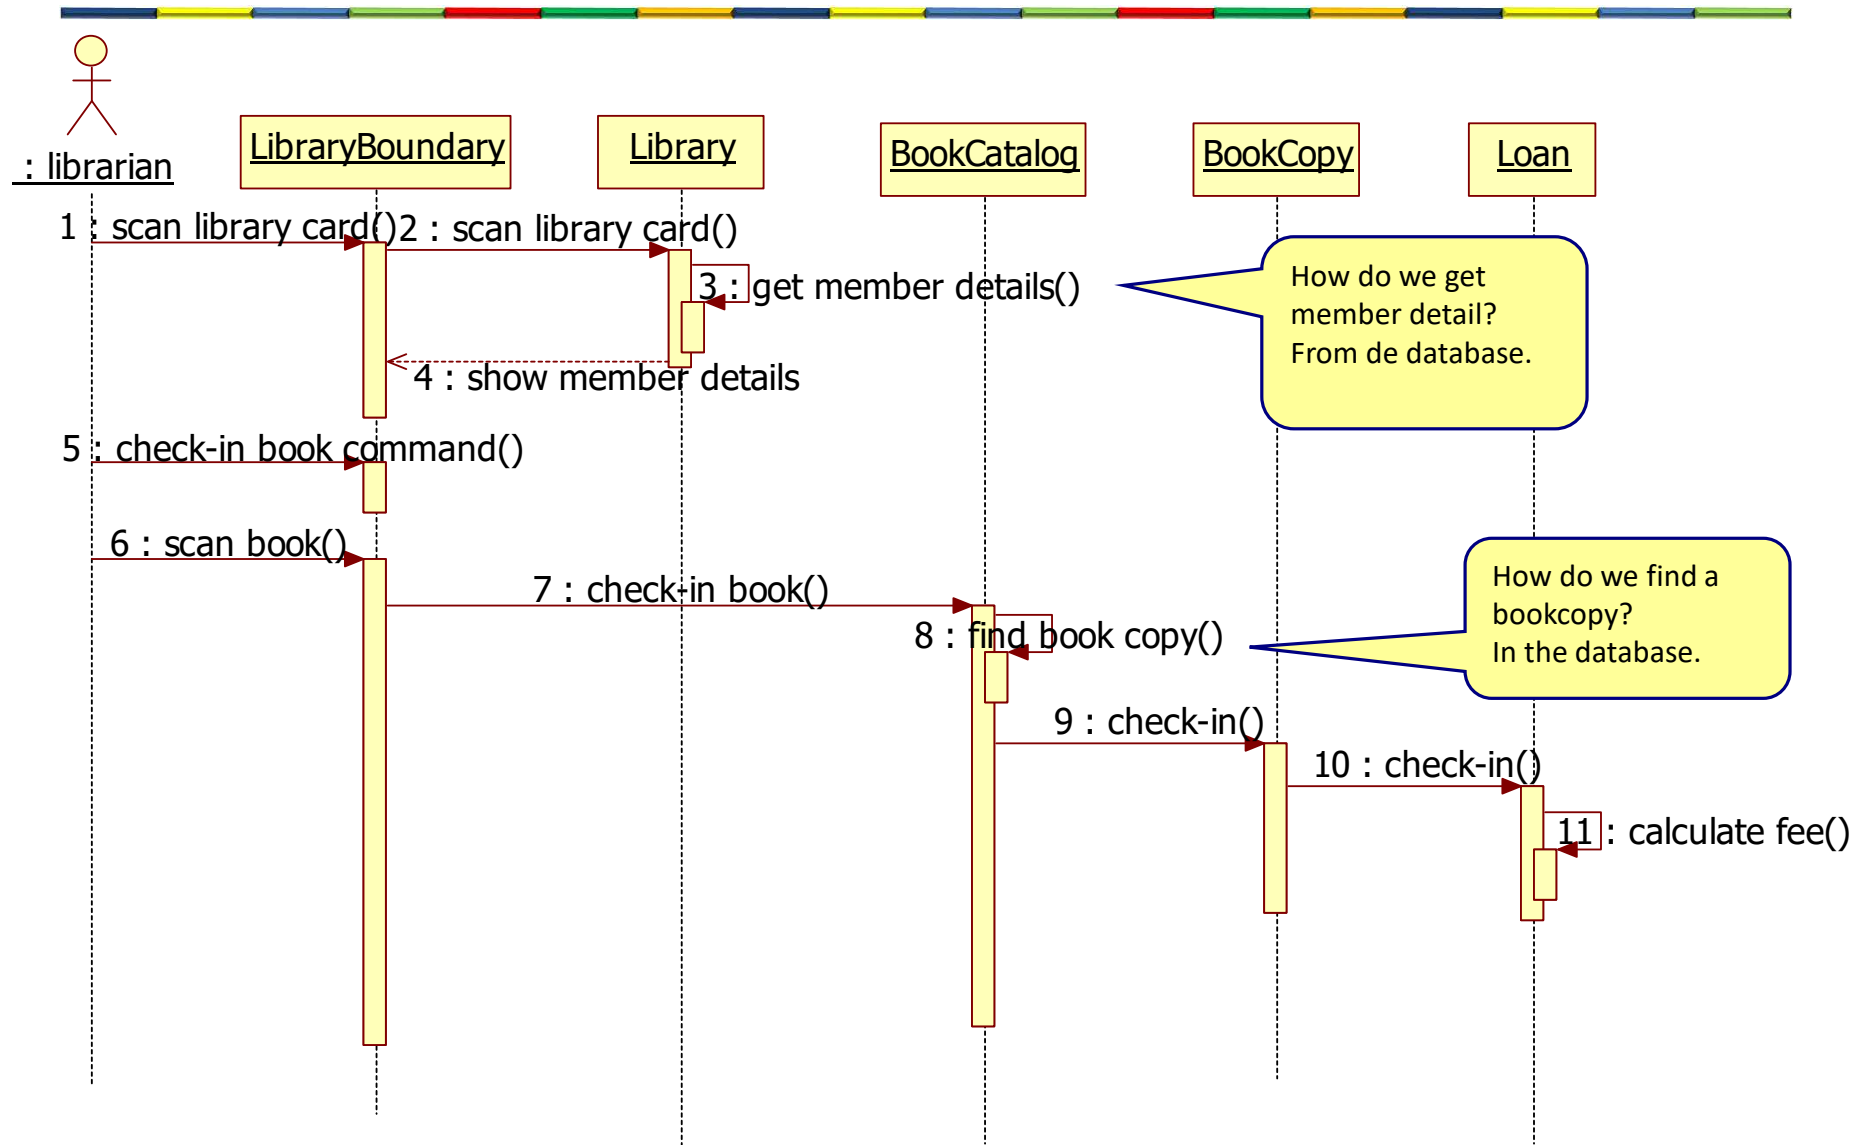 : librarian
LibraryBoundary
Library
BookCatalog
BookCopy
Loan
1 : scan library card()
2 : scan library card()
3 : get member details()
How do we get
member detail?
From de database.
4 : show member details
5 : check-in book command()
6 : scan book()
7 : check-in book()
8 : find book copy()
How do we find a
bookcopy?
In the database.
9 : check-in()
10 : check-in()
11 : calculate fee()